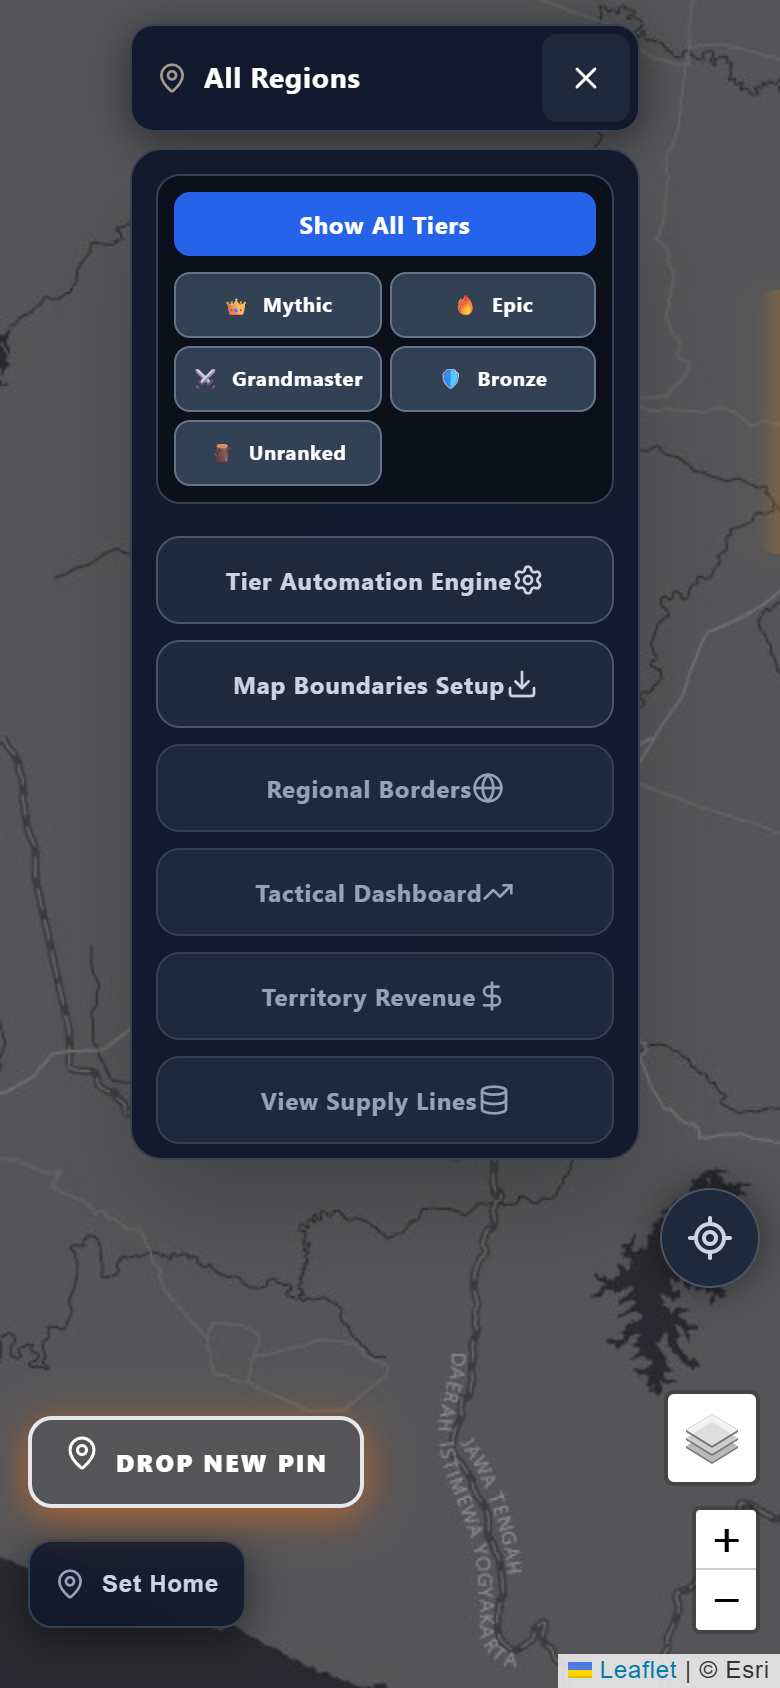 All Regions
Show All Tiers
Mythic
Epic
Grandmaster
Bronze
Unranked
Tier Automation Engine
Map Boundaries Setup
Regional Borders
Tactical Dashboard
Territory Revenue
View Supply Lines
DAERAH ISTIMEWA YOGYAKARTA
JAWA TENGAH
DROP NEW PIN
Set Home
+
−
Leaflet | © Esri